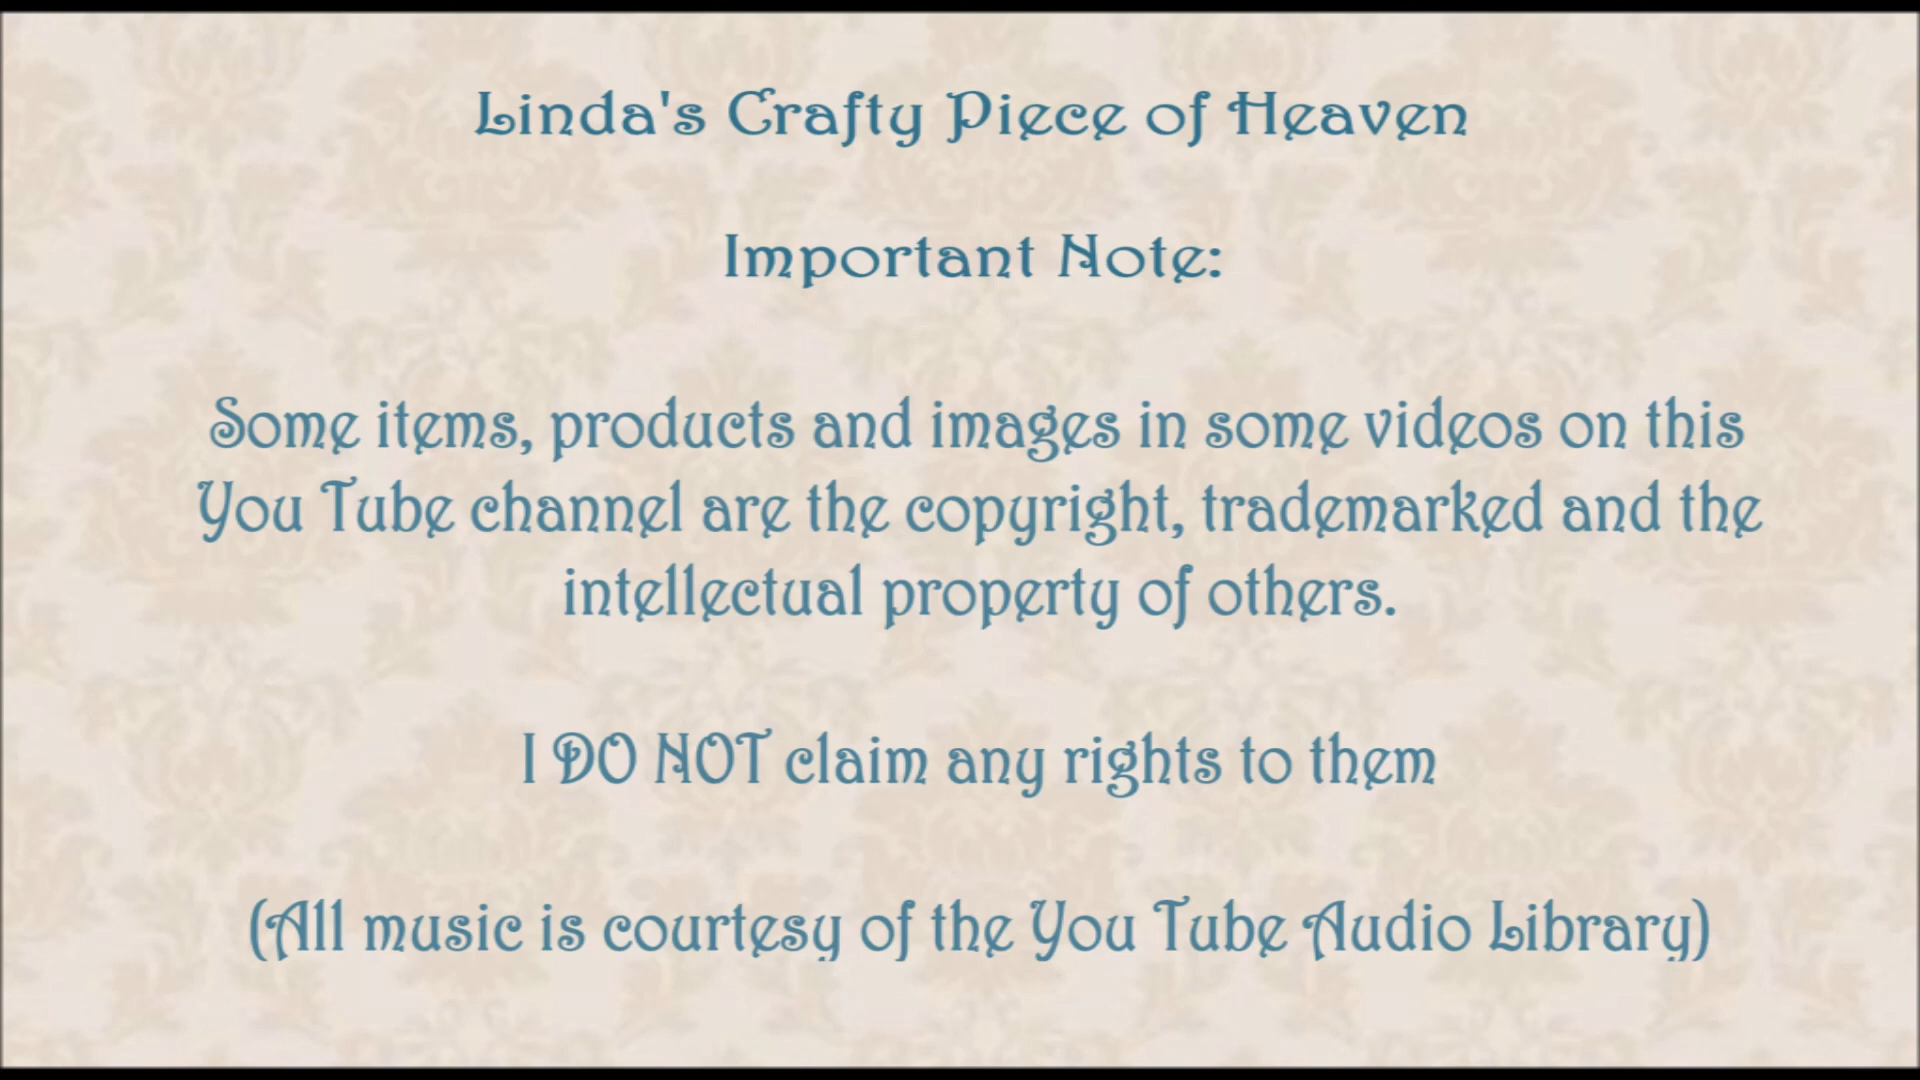 Linda's Crafty Piece of Heaven
Important Note:
Some items, products and images in some videos on this
You Tube channel are the copyright, trademarked and the
intellectual property of others.
I DO NOT claim any rights to them
(All music is courtesy of the You Tube Audio Library)